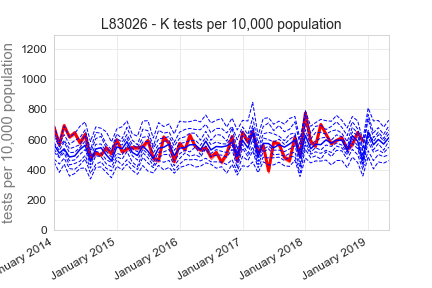 L83026 - K tests per 10,000 population
tests per 10,000 population
1200
1000
800
600
400
200
0
nuary 2014
January 2015
January 2016
January 2017
January 2018
January 2019